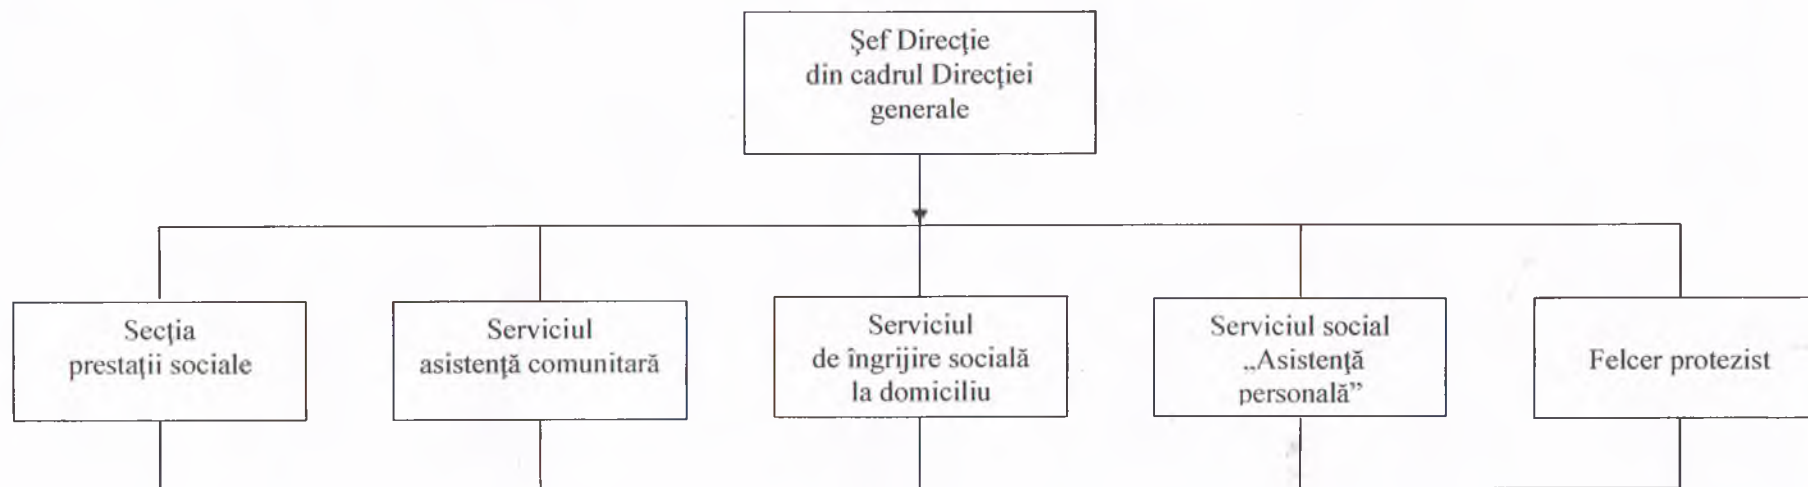 Şef Direcţie
din cadrul Direcţiei
generale
Secţia
prestaţii sociale
Serviciul
asistenţă comunitară
Serviciul
de îngrijire socială
la domiciliu
Serviciul social
„Asistenţă
personală”
Felcer protezist